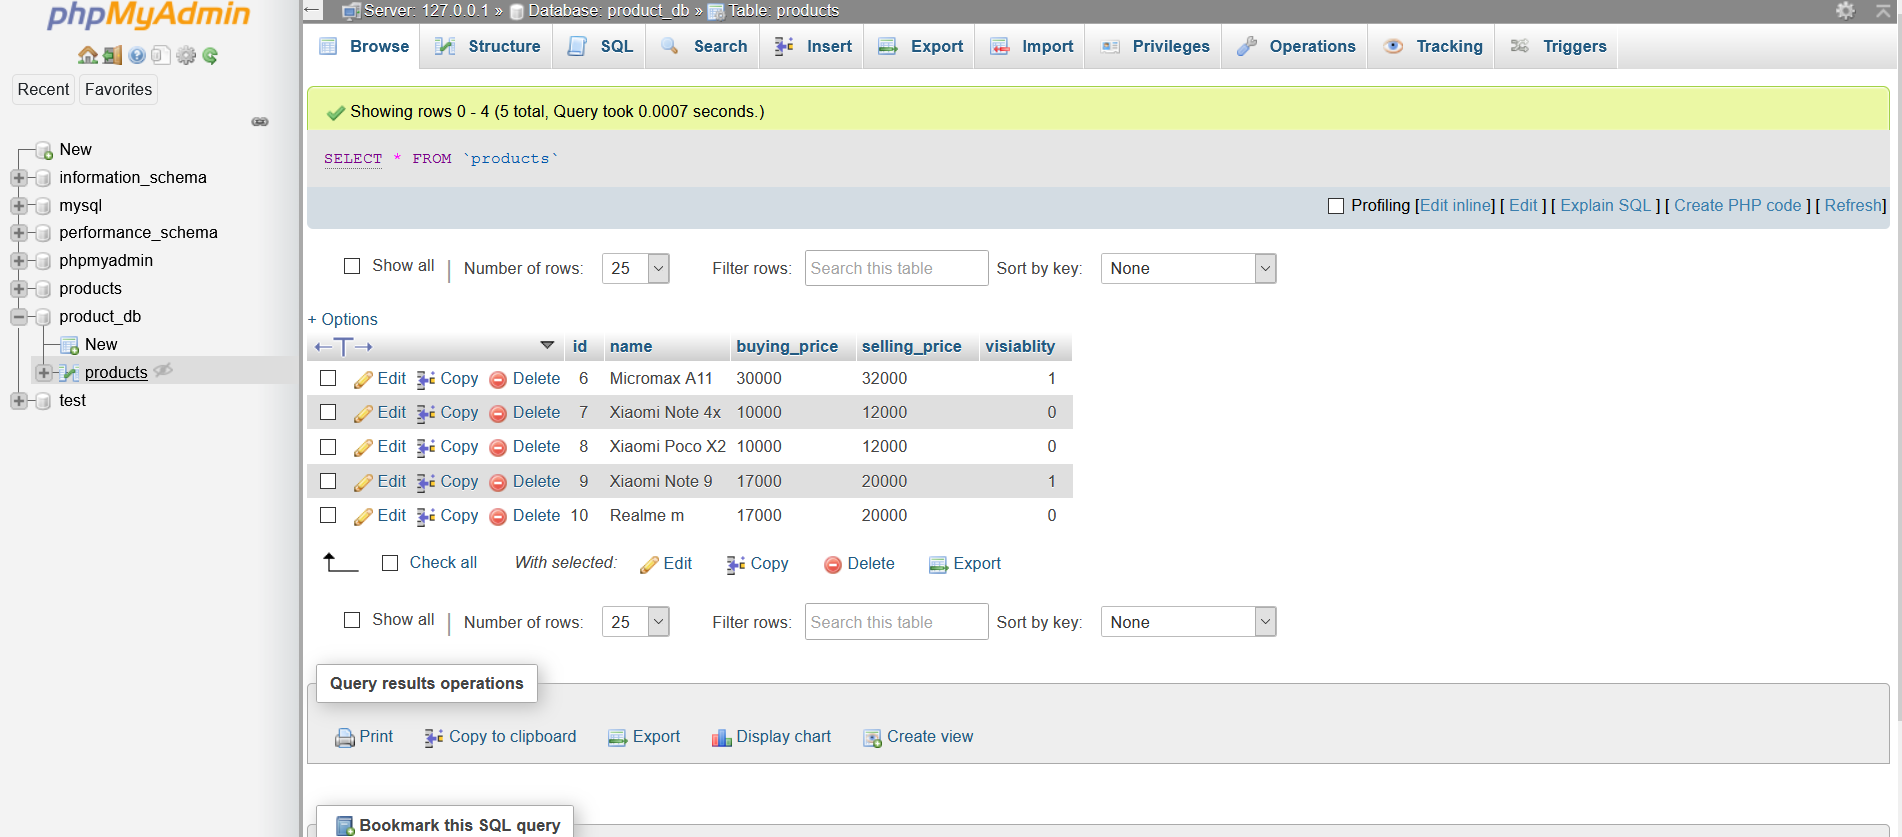 phpMyAdmin
Recent Favorites
New
information_schema
mysql
performance_schema
phpmyadmin
products
product_db
New
products
test
Server: 127.0.0.1 » Database: product_db » Table: products
Browse Structure SQL Search Insert Export Import Privileges Operations Tracking Triggers
Showing rows 0 - 4 (5 total, Query took 0.0007 seconds.)
SELECT * FROM `products`
Profiling [Edit inline] [ Edit ] [ Explain SQL ] [ Create PHP code ] [ Refresh]
Show all | Number of rows: 25 Filter rows: Search this table Sort by key: None
+ Options
id name buying_price selling_price visiablity
Edit Copy Delete 6 Micromax A11 30000 32000 1
Edit Copy Delete 7 Xiaomi Note 4x 10000 12000 0
Edit Copy Delete 8 Xiaomi Poco X2 10000 12000 0
Edit Copy Delete 9 Xiaomi Note 9 17000 20000 1
Edit Copy Delete 10 Realme m 17000 20000 0
Check all With selected: Edit Copy Delete Export
Show all | Number of rows: 25 Filter rows: Search this table Sort by key: None
Query results operations
Print Copy to clipboard Export Display chart Create view
Bookmark this SQL query